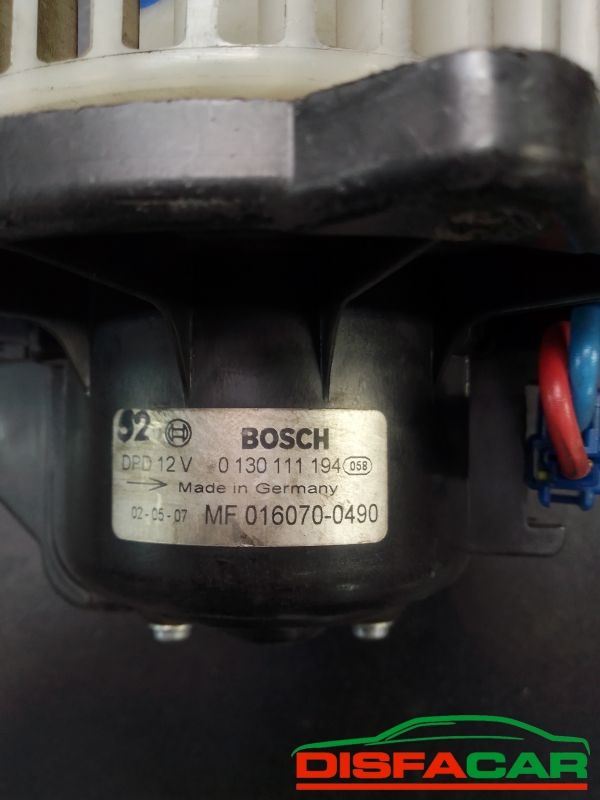 52 BOSCH
DPD 12 V 0 130 111 194 058
Made in Germany
02-05-07 MF 016070-0490
DISFACAR